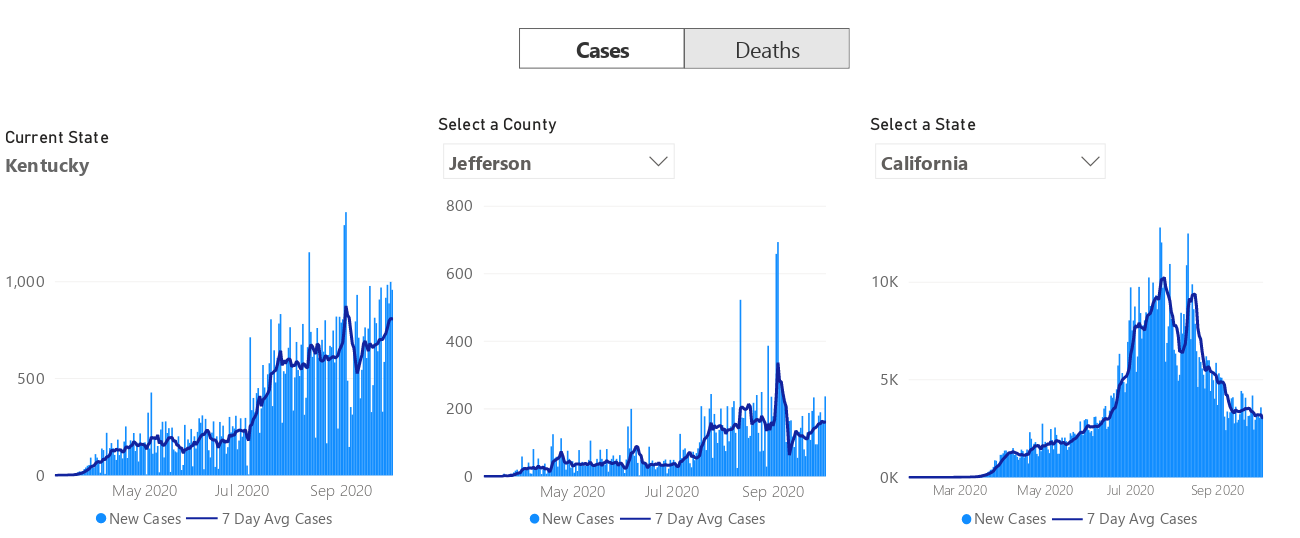 Cases Deaths
Current State
Kentucky
Select a County
Jefferson
Select a State
California
1,000
500
0
May 2020 Jul 2020 Sep 2020
New Cases 7 Day Avg Cases
800
600
400
200
0
May 2020 Jul 2020 Sep 2020
New Cases 7 Day Avg Cases
10K
5K
0K
Mar 2020 May 2020 Jul 2020 Sep 2020
New Cases 7 Day Avg Cases